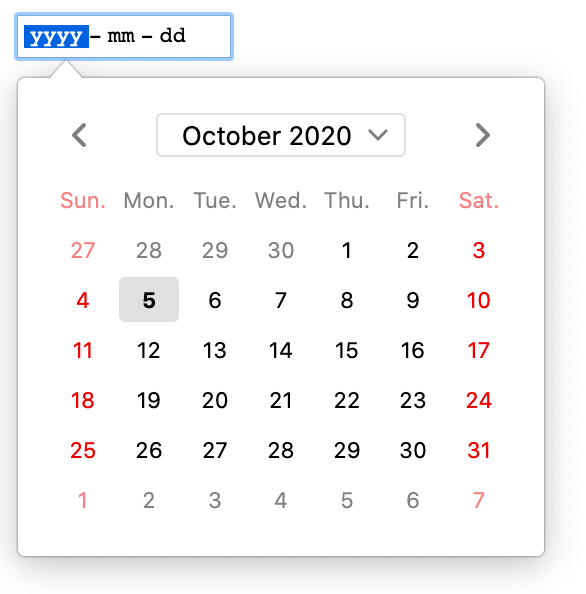 yyyy – mm – dd
October 2020
Sun. Mon. Tue. Wed. Thu. Fri. Sat.
27 28 29 30 1 2 3
4 5 6 7 8 9 10
11 12 13 14 15 16 17
18 19 20 21 22 23 24
25 26 27 28 29 30 31
1 2 3 4 5 6 7